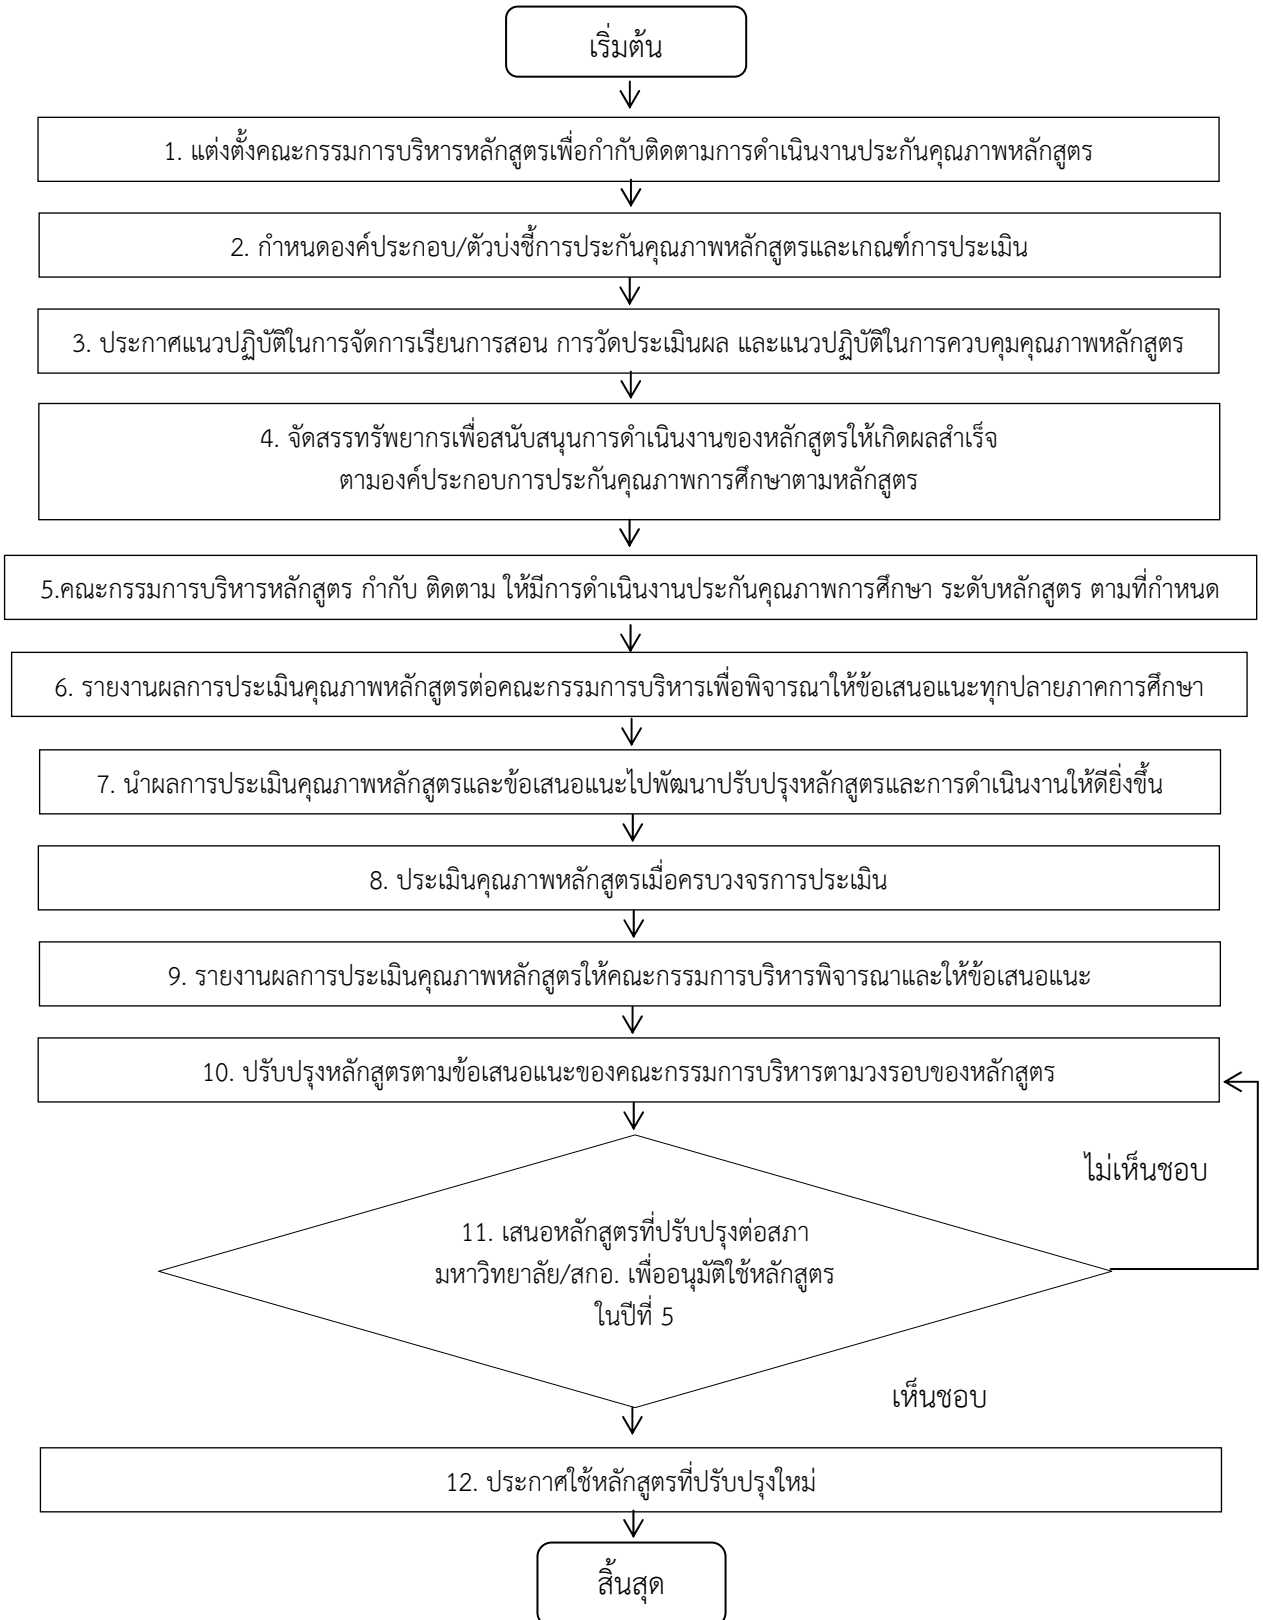 เริ่มต้น
1. แต่งตั้งคณะกรรมการบริหารหลักสูตรเพื่อกำกับติดตามการดำเนินงานประกันคุณภาพหลักสูตร
2. กำหนดองค์ประกอบ/ตัวบ่งชี้การประกันคุณภาพหลักสูตรและเกณฑ์การประเมิน
3. ประกาศแนวปฏิบัติในการจัดการเรียนการสอน การวัดประเมินผล และแนวปฏิบัติในการควบคุมคุณภาพหลักสูตร
4. จัดสรรทรัพยากรเพื่อสนับสนุนการดำเนินงานของหลักสูตรให้เกิดผลสำเร็จ
ตามองค์ประกอบการประกันคุณภาพการศึกษาตามหลักสูตร
5.คณะกรรมการบริหารหลักสูตร กำกับ ติดตาม ให้มีการดำเนินงานประกันคุณภาพการศึกษา ระดับหลักสูตร ตามที่กำหนด
6. รายงานผลการประเมินคุณภาพหลักสูตรต่อคณะกรรมการบริหารเพื่อพิจารณาให้ข้อเสนอแนะทุกปลายภาคการศึกษา
7. นำผลการประเมินคุณภาพหลักสูตรและข้อเสนอแนะไปพัฒนาปรับปรุงหลักสูตรและการดำเนินงานให้ดียิ่งขึ้น
8. ประเมินคุณภาพหลักสูตรเมื่อครบวงจรการประเมิน
9. รายงานผลการประเมินคุณภาพหลักสูตรให้คณะกรรมการบริหารพิจารณาและให้ข้อเสนอแนะ
10. ปรับปรุงหลักสูตรตามข้อเสนอแนะของคณะกรรมการบริหารตามวงรอบของหลักสูตร
ไม่เห็นชอบ
11. เสนอหลักสูตรที่ปรับปรุงต่อสภา
มหาวิทยาลัย/สกอ. เพื่ออนุมัติใช้หลักสูตร
ในปีที่ 5
เห็นชอบ
12. ประกาศใช้หลักสูตรที่ปรับปรุงใหม่
สิ้นสุด